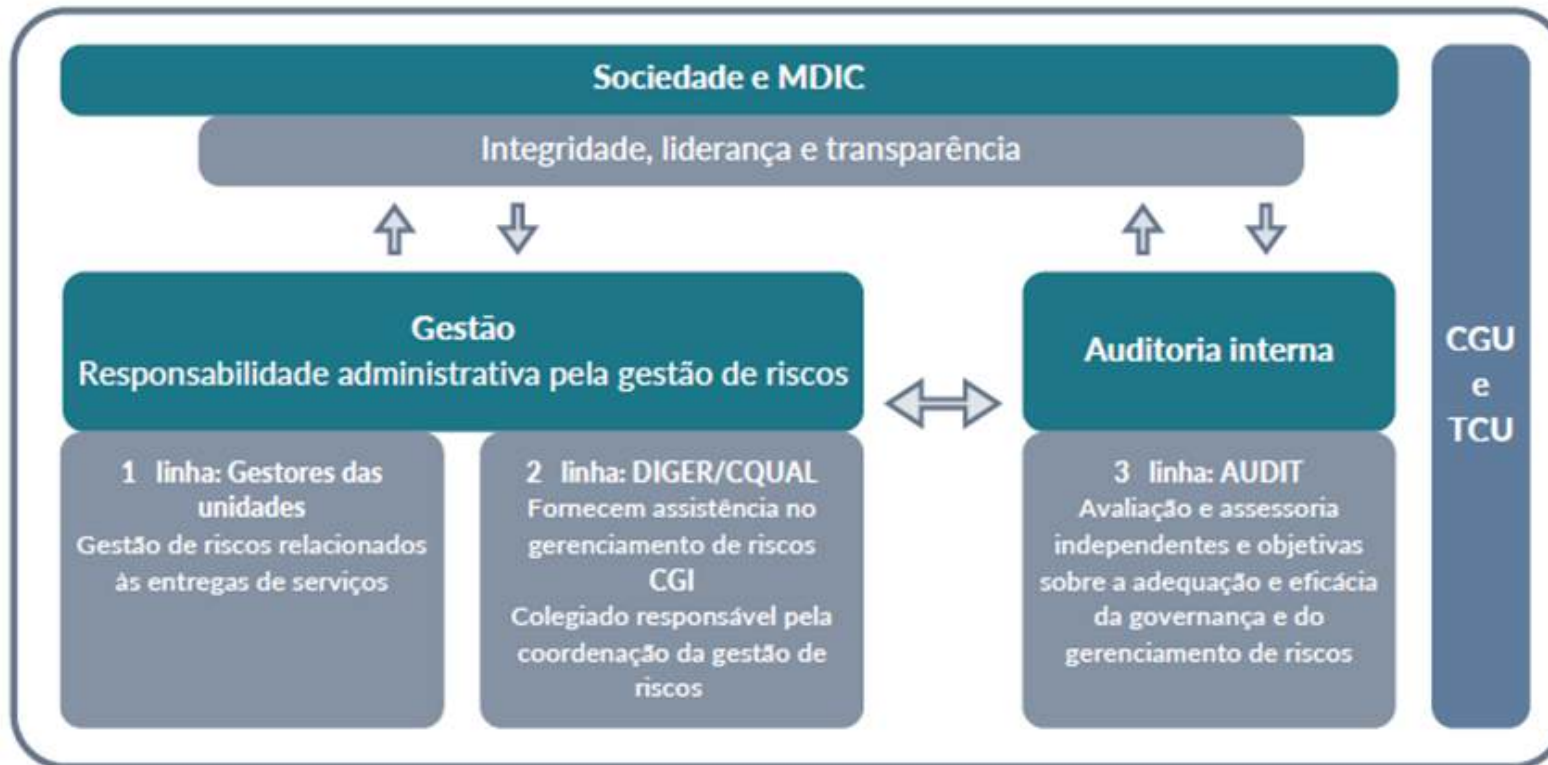 Sociedade e MDIC
Integridade, liderança e transparência
Gestão
Responsabilidade administrativa pela gestão de riscos
Auditoria interna
CGU
e
TCU
1 linha: Gestores das
unidades
Gestão de riscos relacionados
às entregas de serviços
2 linha: DIGER/CQUAL
Fornecem assistência no
gerenciamento de riscos
CGI
Colegiado responsável pela
coordenação da gestão de
riscos
3 linha: AUDIT
Avaliação e assessoria
independentes e objetivas
sobre a adequação e eficácia
da governança e do
gerenciamento de riscos